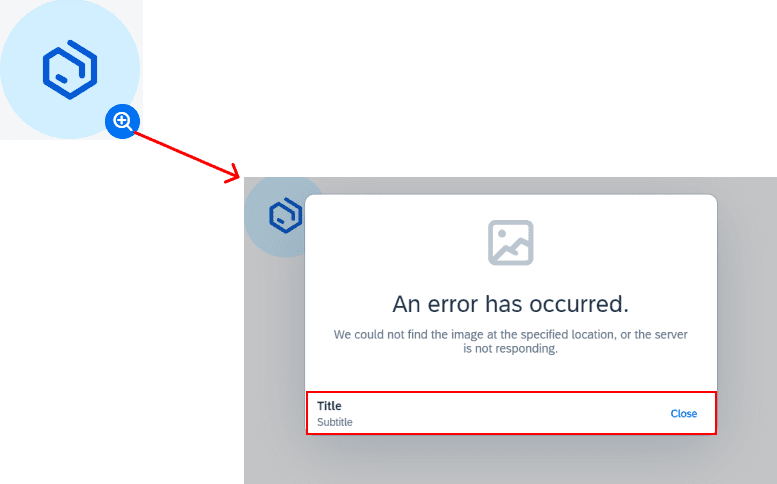 An error has occurred.
We could not find the image at the specified location, or the server
is not responding.
Title
Subtitle
Close